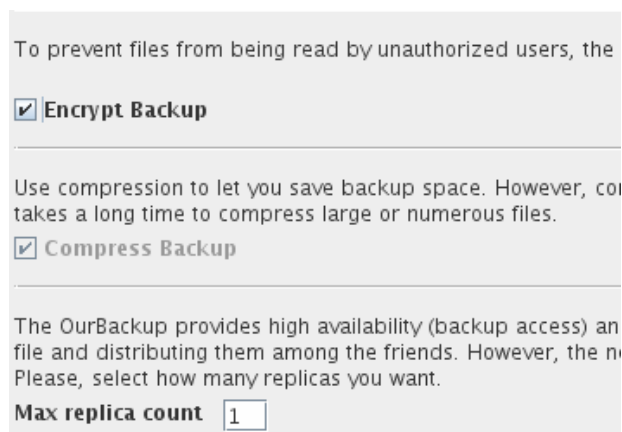 To prevent files from being read by unauthorized users, the
Encrypt Backup
Use compression to let you save backup space. However,
takes a long time to compress large or numerous files.
Compress Backup
The OurBackup provides high availability (backup access)
file and distributing them among the friends. However, the
Please, select how many replicas you want.
Max replica count 1